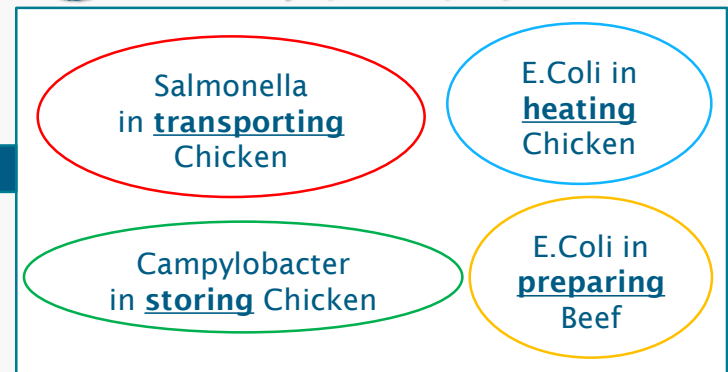 Salmonella
in transporting
Chicken
E.Coli in
heating
Chicken
Campylobacter
in storing Chicken
E.Coli in
preparing
Beef